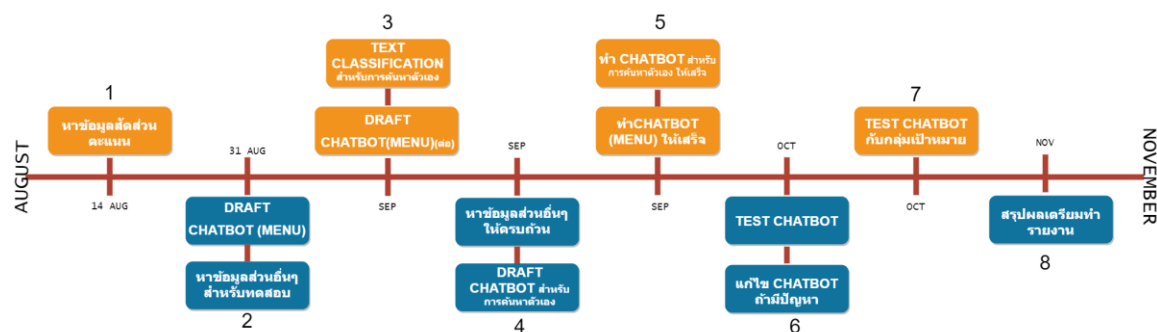 1
หาข้อมูลสัดส่วน
คะแนน
14 AUG
31 AUG
DRAFT
CHATBOT (MENU)
หาข้อมูลส่วนอื่นๆ
สำหรับทดสอบ
2
3
TEXT
CLASSIFICATION
สำหรับการค้นหาตัวเอง
DRAFT
CHATBOT(MENU)(ต่อ)
SEP
SEP
หาข้อมูลส่วนอื่นๆ
ให้ครบถ้วน
DRAFT
CHATBOT สำหรับ
การค้นหาตัวเอง
4
5
ทำ CHATBOT สำหรับ
การค้นหาตัวเอง ให้เสร็จ
ทำCHATBOT
(MENU) ให้เสร็จ
SEP
OCT
TEST CHATBOT
แก้ไข CHATBOT
ถ้ามีปัญหา
6
7
TEST CHATBOT
กับกลุ่มเป้าหมาย
OCT
NOV
สรุปผลเตรียมทำ
รายงาน
8
AUGUST
NOVEMBER